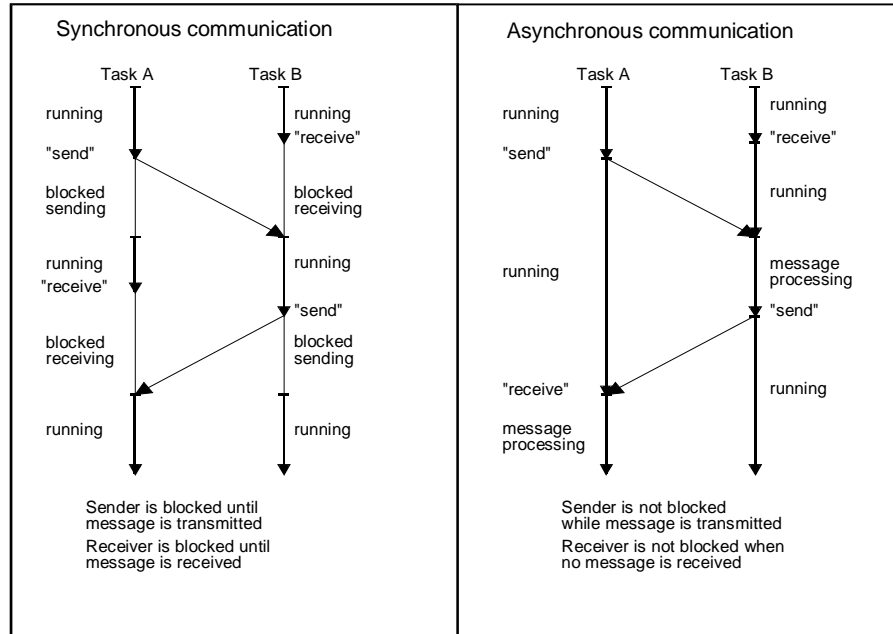 Synchronous communication
Task A
Task B
running
running
"receive"
"send"
blocked
sending
blocked
receiving
running
running
"receive"
"send"
blocked
receiving
blocked
sending
running
running
Sender is blocked until
message is transmitted
Receiver is blocked until
message is received
Asynchronous communication
Task A
Task B
running
running
"receive"
"send"
running
running
message
processing
"send"
"receive"
running
message
processing
Sender is not blocked
while message is transmitted
Receiver is not blocked when
no message is received